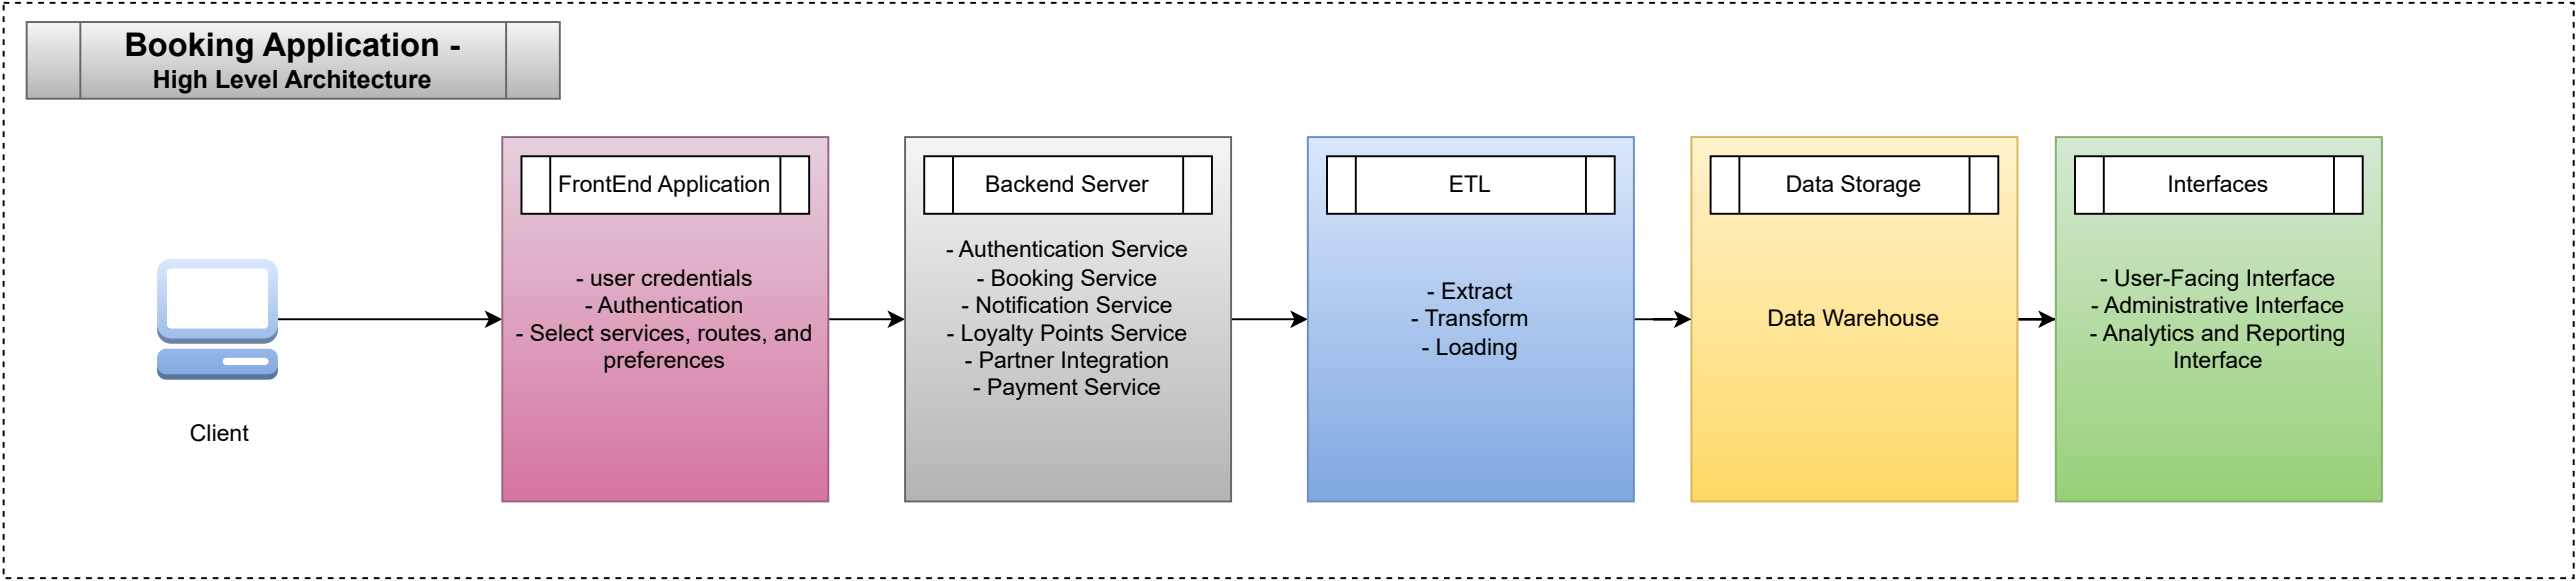 Booking Application -
High Level Architecture
Client
FrontEnd Application
- user credentials
- Authentication
- Select services, routes, and
preferences
Backend Server
- Authentication Service
- Booking Service
- Notification Service
- Loyalty Points Service
- Partner Integration
- Payment Service
ETL
- Extract
- Transform
- Loading
Data Storage
Data Warehouse
Interfaces
- User-Facing Interface
- Administrative Interface
- Analytics and Reporting
Interface